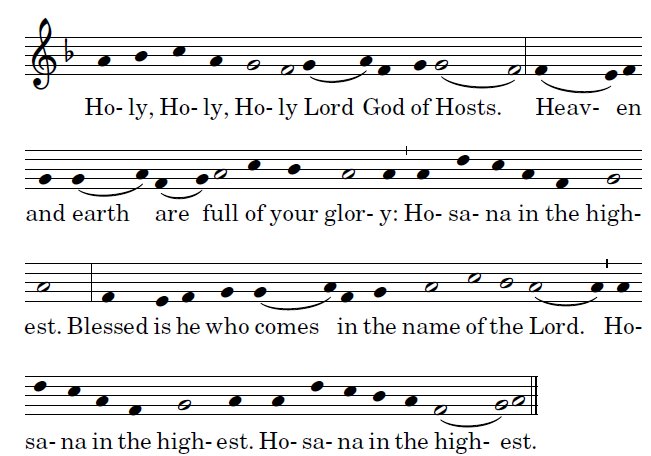 Ho- ly, Ho- ly, Ho- ly Lord God of Hosts. Heav- en
and earth are full of your glor- y: Ho- sa- na in the high-
est. Blessed is he who comes in the name of the Lord. Ho-
sa- na in the high- est. Ho- sa- na in the high- est.